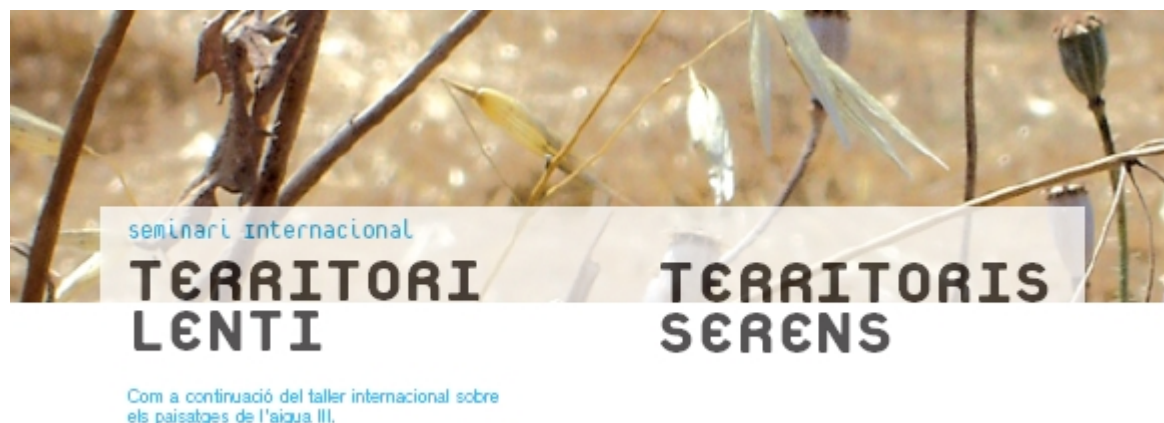 seminari internacional
TERRITORI
LENTI
TERRITORIS
SERENS
Com a continuació del taller internacional sobre
els paisatges de l'aigua III.